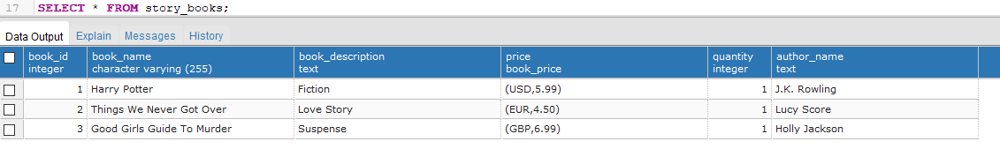 17 SELECT * FROM story_books;
Data Output Explain Messages History
book_id book_name book_description price quantity author_name
integer character varying (255) text book_price integer text
1 Harry Potter Fiction (USD,5.99) 1 J.K. Rowling
2 Things We Never Got Over Love Story (EUR,4.50) 1 Lucy Score
3 Good Girls Guide To Murder Suspense (GBP,6.99) 1 Holly Jackson